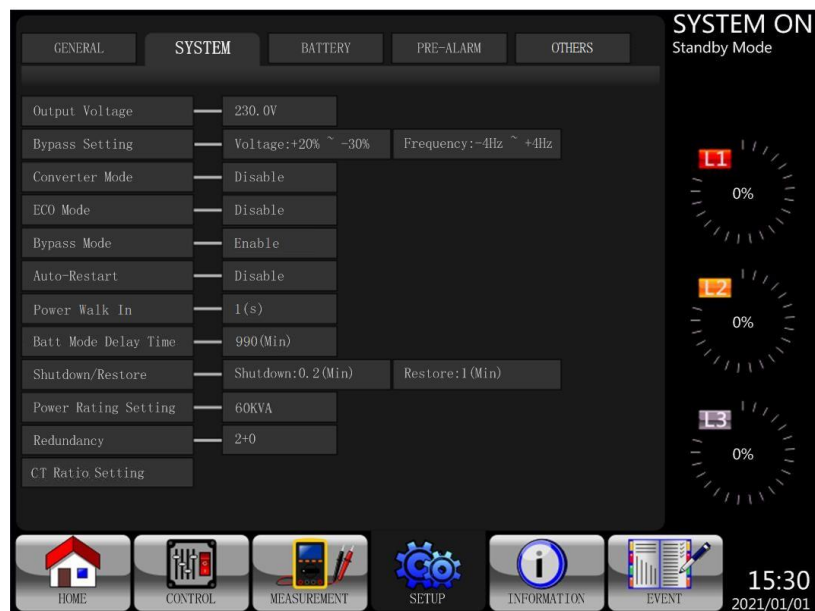 SYSTEM ON
Standby Mode
GENERAL SYSTEM BATTERY PRE-ALARM OTHERS
Output Voltage 230.0V
Bypass Setting Voltage:+20% ~ -30% Frequency:-4Hz ~ +4Hz
Converter Mode Disable
ECO Mode Disable
Bypass Mode Enable
Auto-Restart Disable
Power Walk In 1(s)
Batt Mode Delay Time 990(Min)
Shutdown/Restore Shutdown:0.2(Min) Restore:1(Min)
Power Rating Setting 60KVA
Redundancy 2+0
CT Ratio Setting
L1
0%
L2
0%
L3
0%
HOME CONTROL MEASUREMENT SETUP INFORMATION EVENT
15:30
2021/01/01